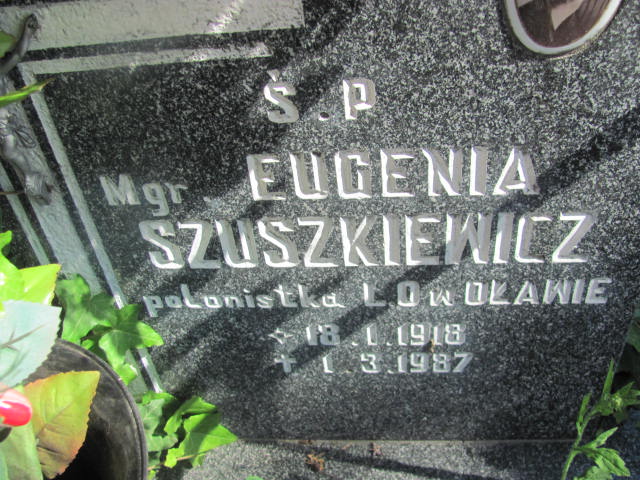 Ś.P
Mgr. EUGENIA
SZUSZKIEWICZ
polonistka L.O w OŁAWIE
18.1.1918
+ 1.3.1987